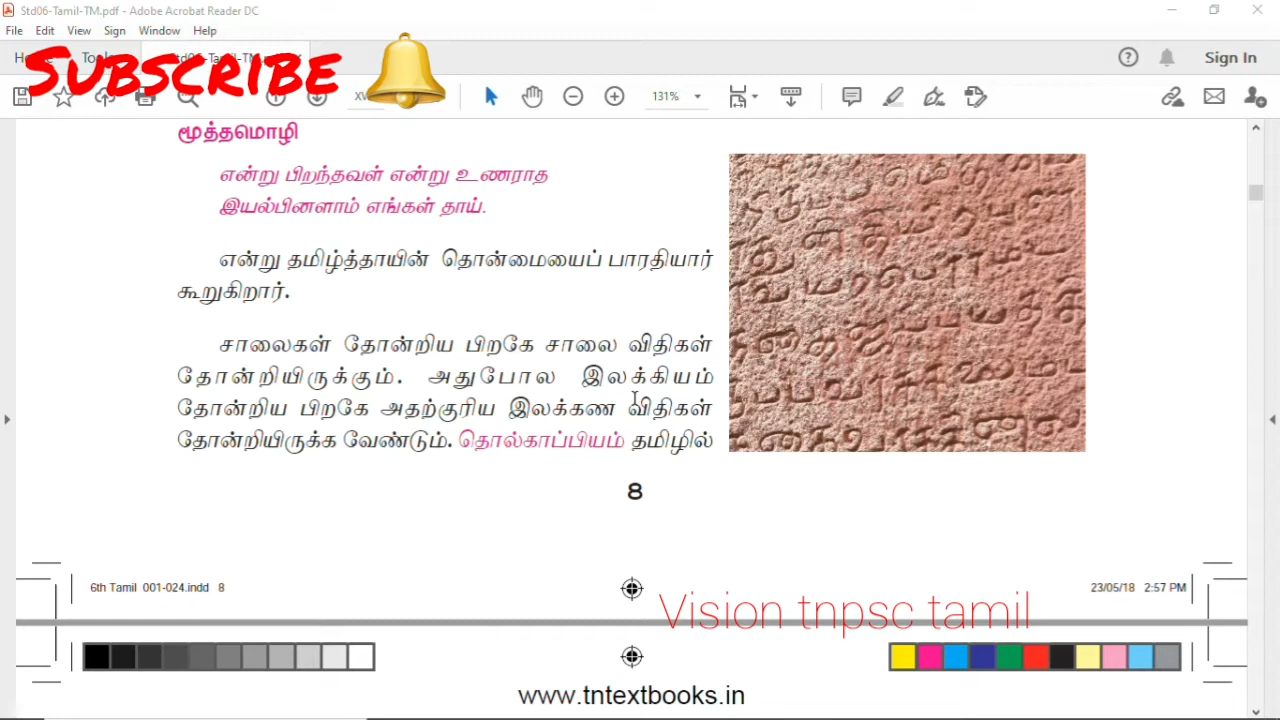 Std06-Tamil-TM.pdf - Adobe Acrobat Reader DC
File Edit View Sign Window Help
SUBSCRIBE
Sign In
131%
மூத்தமொழி
என்று பிறந்தவள் என்று உணராத
இயல்பினளாம் எங்கள் தாய்.
என்று தமிழ்த்தாயின் தொன்மையைப் பாரதியார்
கூறுகிறார்.
சாலைகள் தோன்றிய பிறகே சாலை விதிகள்
தோன்றியிருக்கும். அதுபோல இலக்கியம்
தோன்றிய பிறகே அதற்குரிய இலக்கண விதிகள்
தோன்றியிருக்க வேண்டும். தொல்காப்பியம் தமிழில்
8
6th Tamil 001-024.indd 8
23/05/18 2:57 PM
Vision tnpsc tamil
www.tntextbooks.in